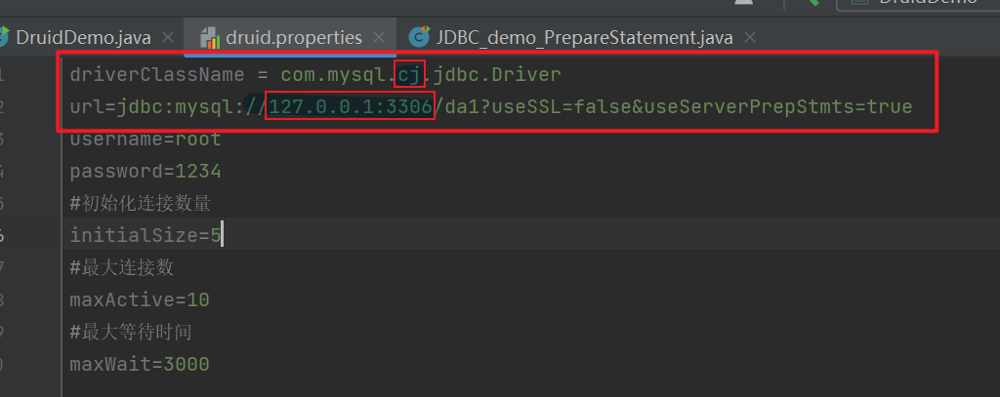 DruidDemo
DruidDemo.java × druid.properties × JDBC_demo_PrepareStatement.java ×
driverClassName = com.mysql.cj.jdbc.Driver
url=jdbc:mysql://127.0.0.1:3306/da1?useSSL=false&useServerPrepStmts=true
username=root
password=1234
#初始化连接数量
initialSize=5
#最大连接数
maxActive=10
#最大等待时间
maxWait=3000